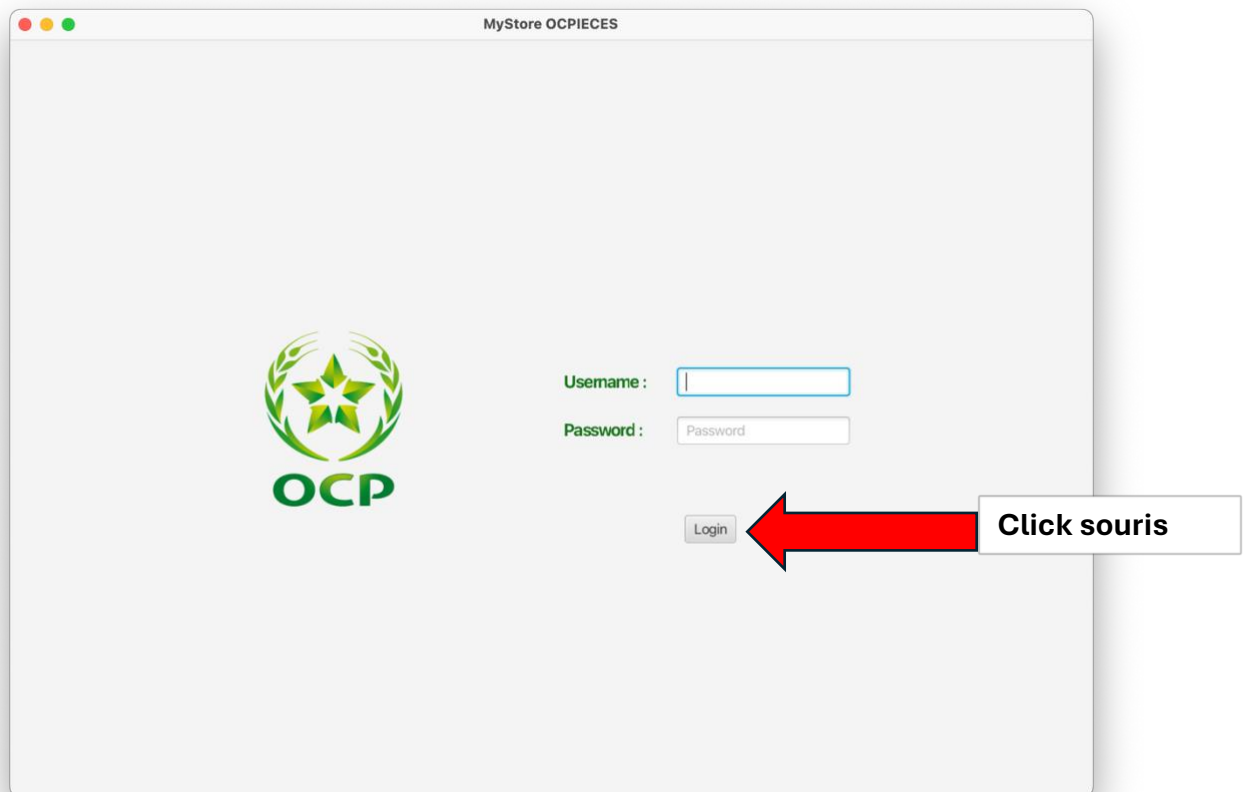 MyStore OCPIECES
Username :
Password :
Password
OCP
Login
Click souris